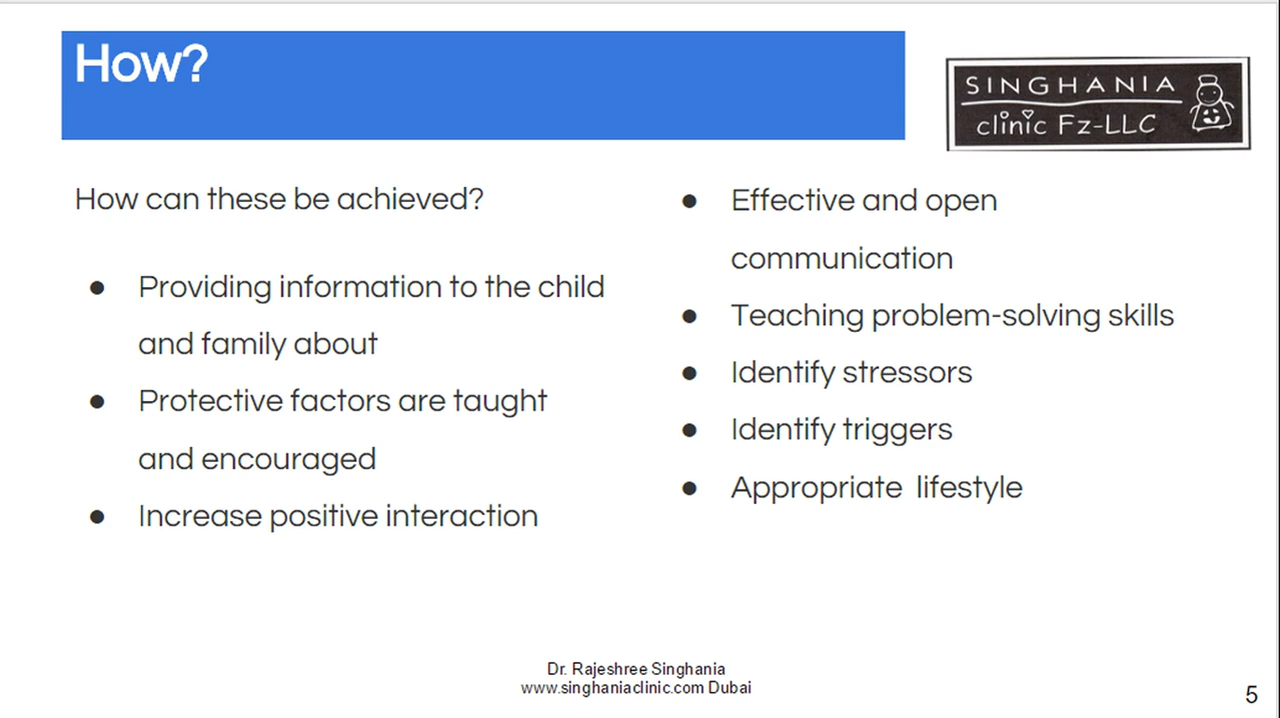 How?
SINGHANIA
clinic Fz-LLC
How can these be achieved?
● Providing information to the child
and family about
● Protective factors are taught
and encouraged
● Increase positive interaction
● Effective and open
communication
● Teaching problem-solving skills
● Identify stressors
● Identify triggers
● Appropriate lifestyle
Dr. Rajeshree Singhania
www.singhaniaclinic.com Dubai
5